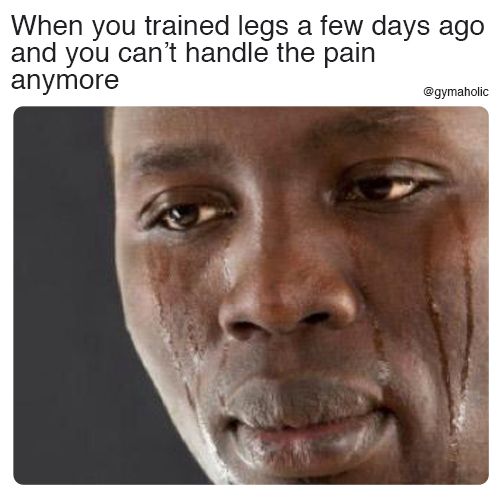 When you trained legs a few days ago
and you can’t handle the pain
anymore
@gymaholic